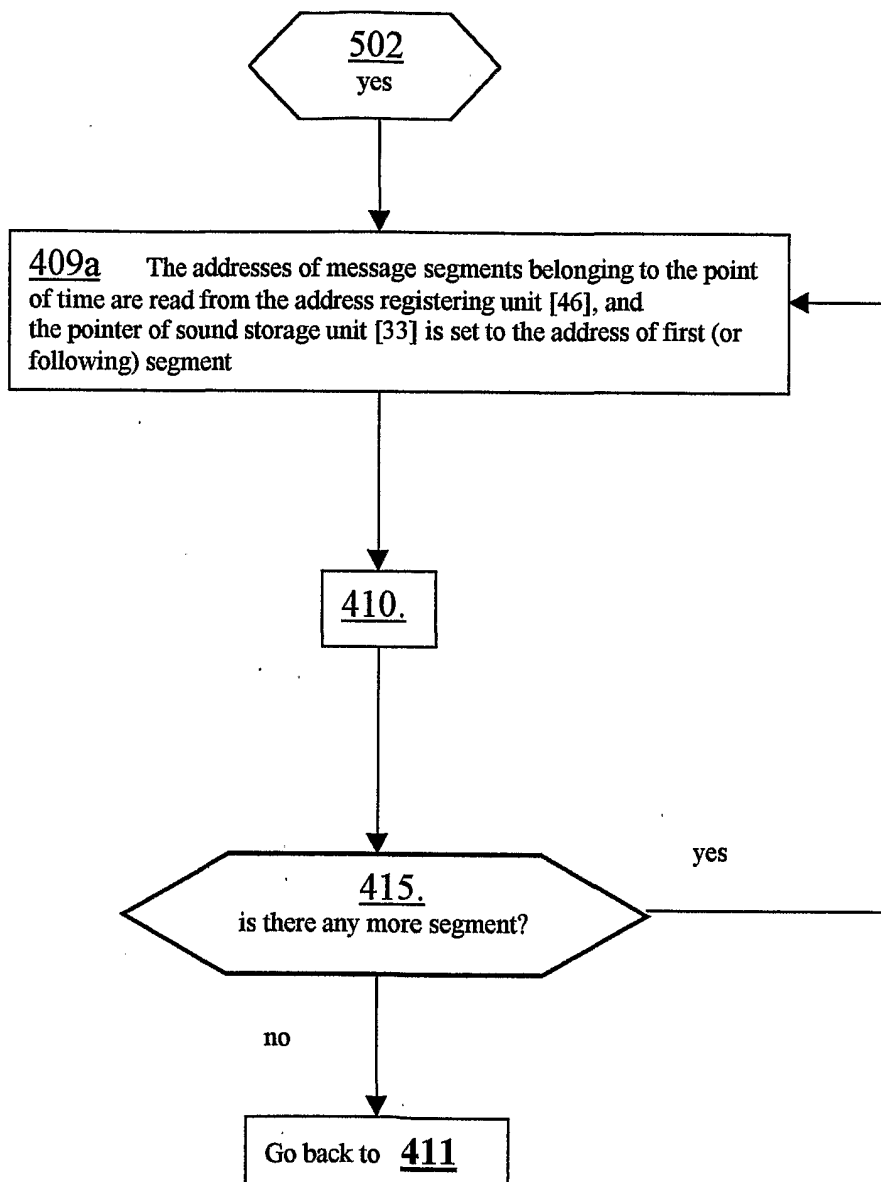 502
yes
409a The addresses of message segments belonging to the point
of time are read from the address registering unit [46], and
the pointer of sound storage unit [33] is set to the address of first (or
following) segment
410.
415.
is there any more segment?
yes
no
Go back to 411